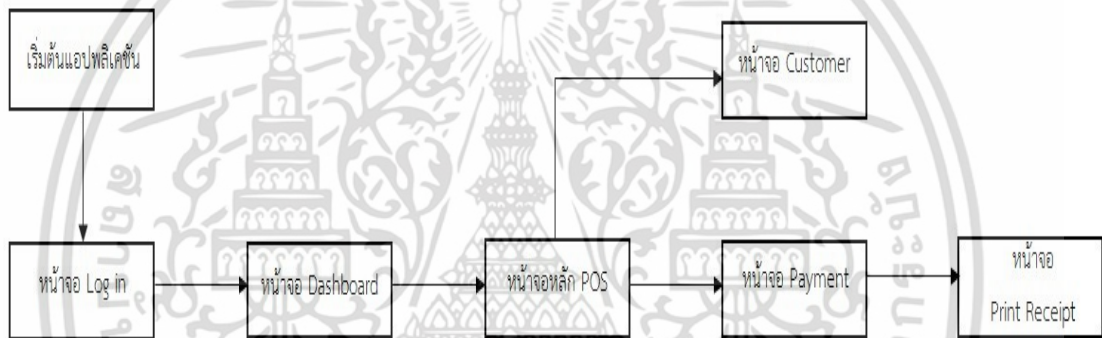 เริ่มต้นแอปพลิเคชัน
หน้าจอ Customer
หน้าจอ Log in
หน้าจอ Dashboard
หน้าจอหลัก POS
หน้าจอ Payment
หน้าจอ
Print Receipt